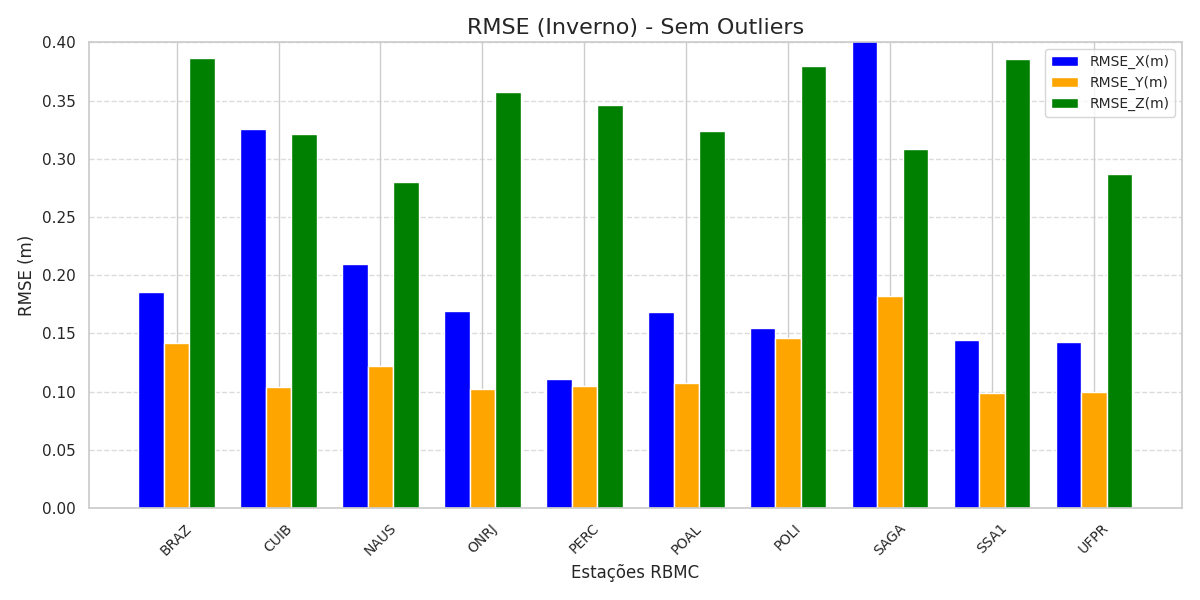 RMSE (Inverno) - Sem Outliers
RMSE (m)
0.40
0.35
0.30
0.25
0.20
0.15
0.10
0.05
0.00
RMSE_X(m)
RMSE_Y(m)
RMSE_Z(m)
BRAZ
CUIB
NAUS
ONRJ
PERC
POAL
POLI
SAGA
SSA1
UFPR
Estações RBMC